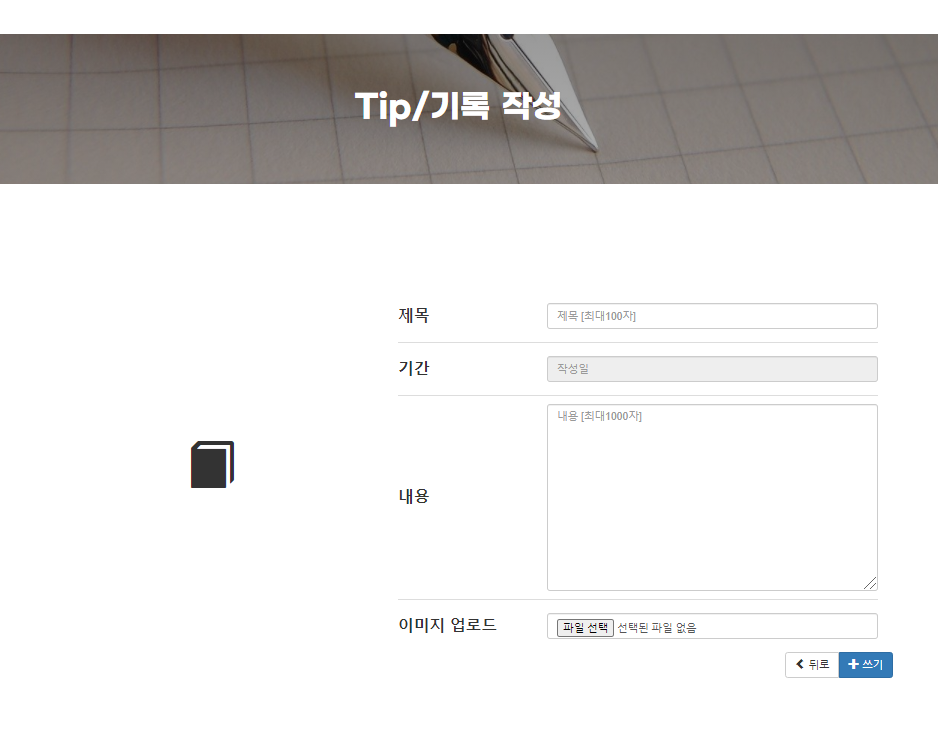 Tip/기록 작성
제목
제목 [최대100자]
기간
작성일
내용
내용 [최대1000자]
이미지 업로드
파일 선택 선택된 파일 없음
뒤로
쓰기